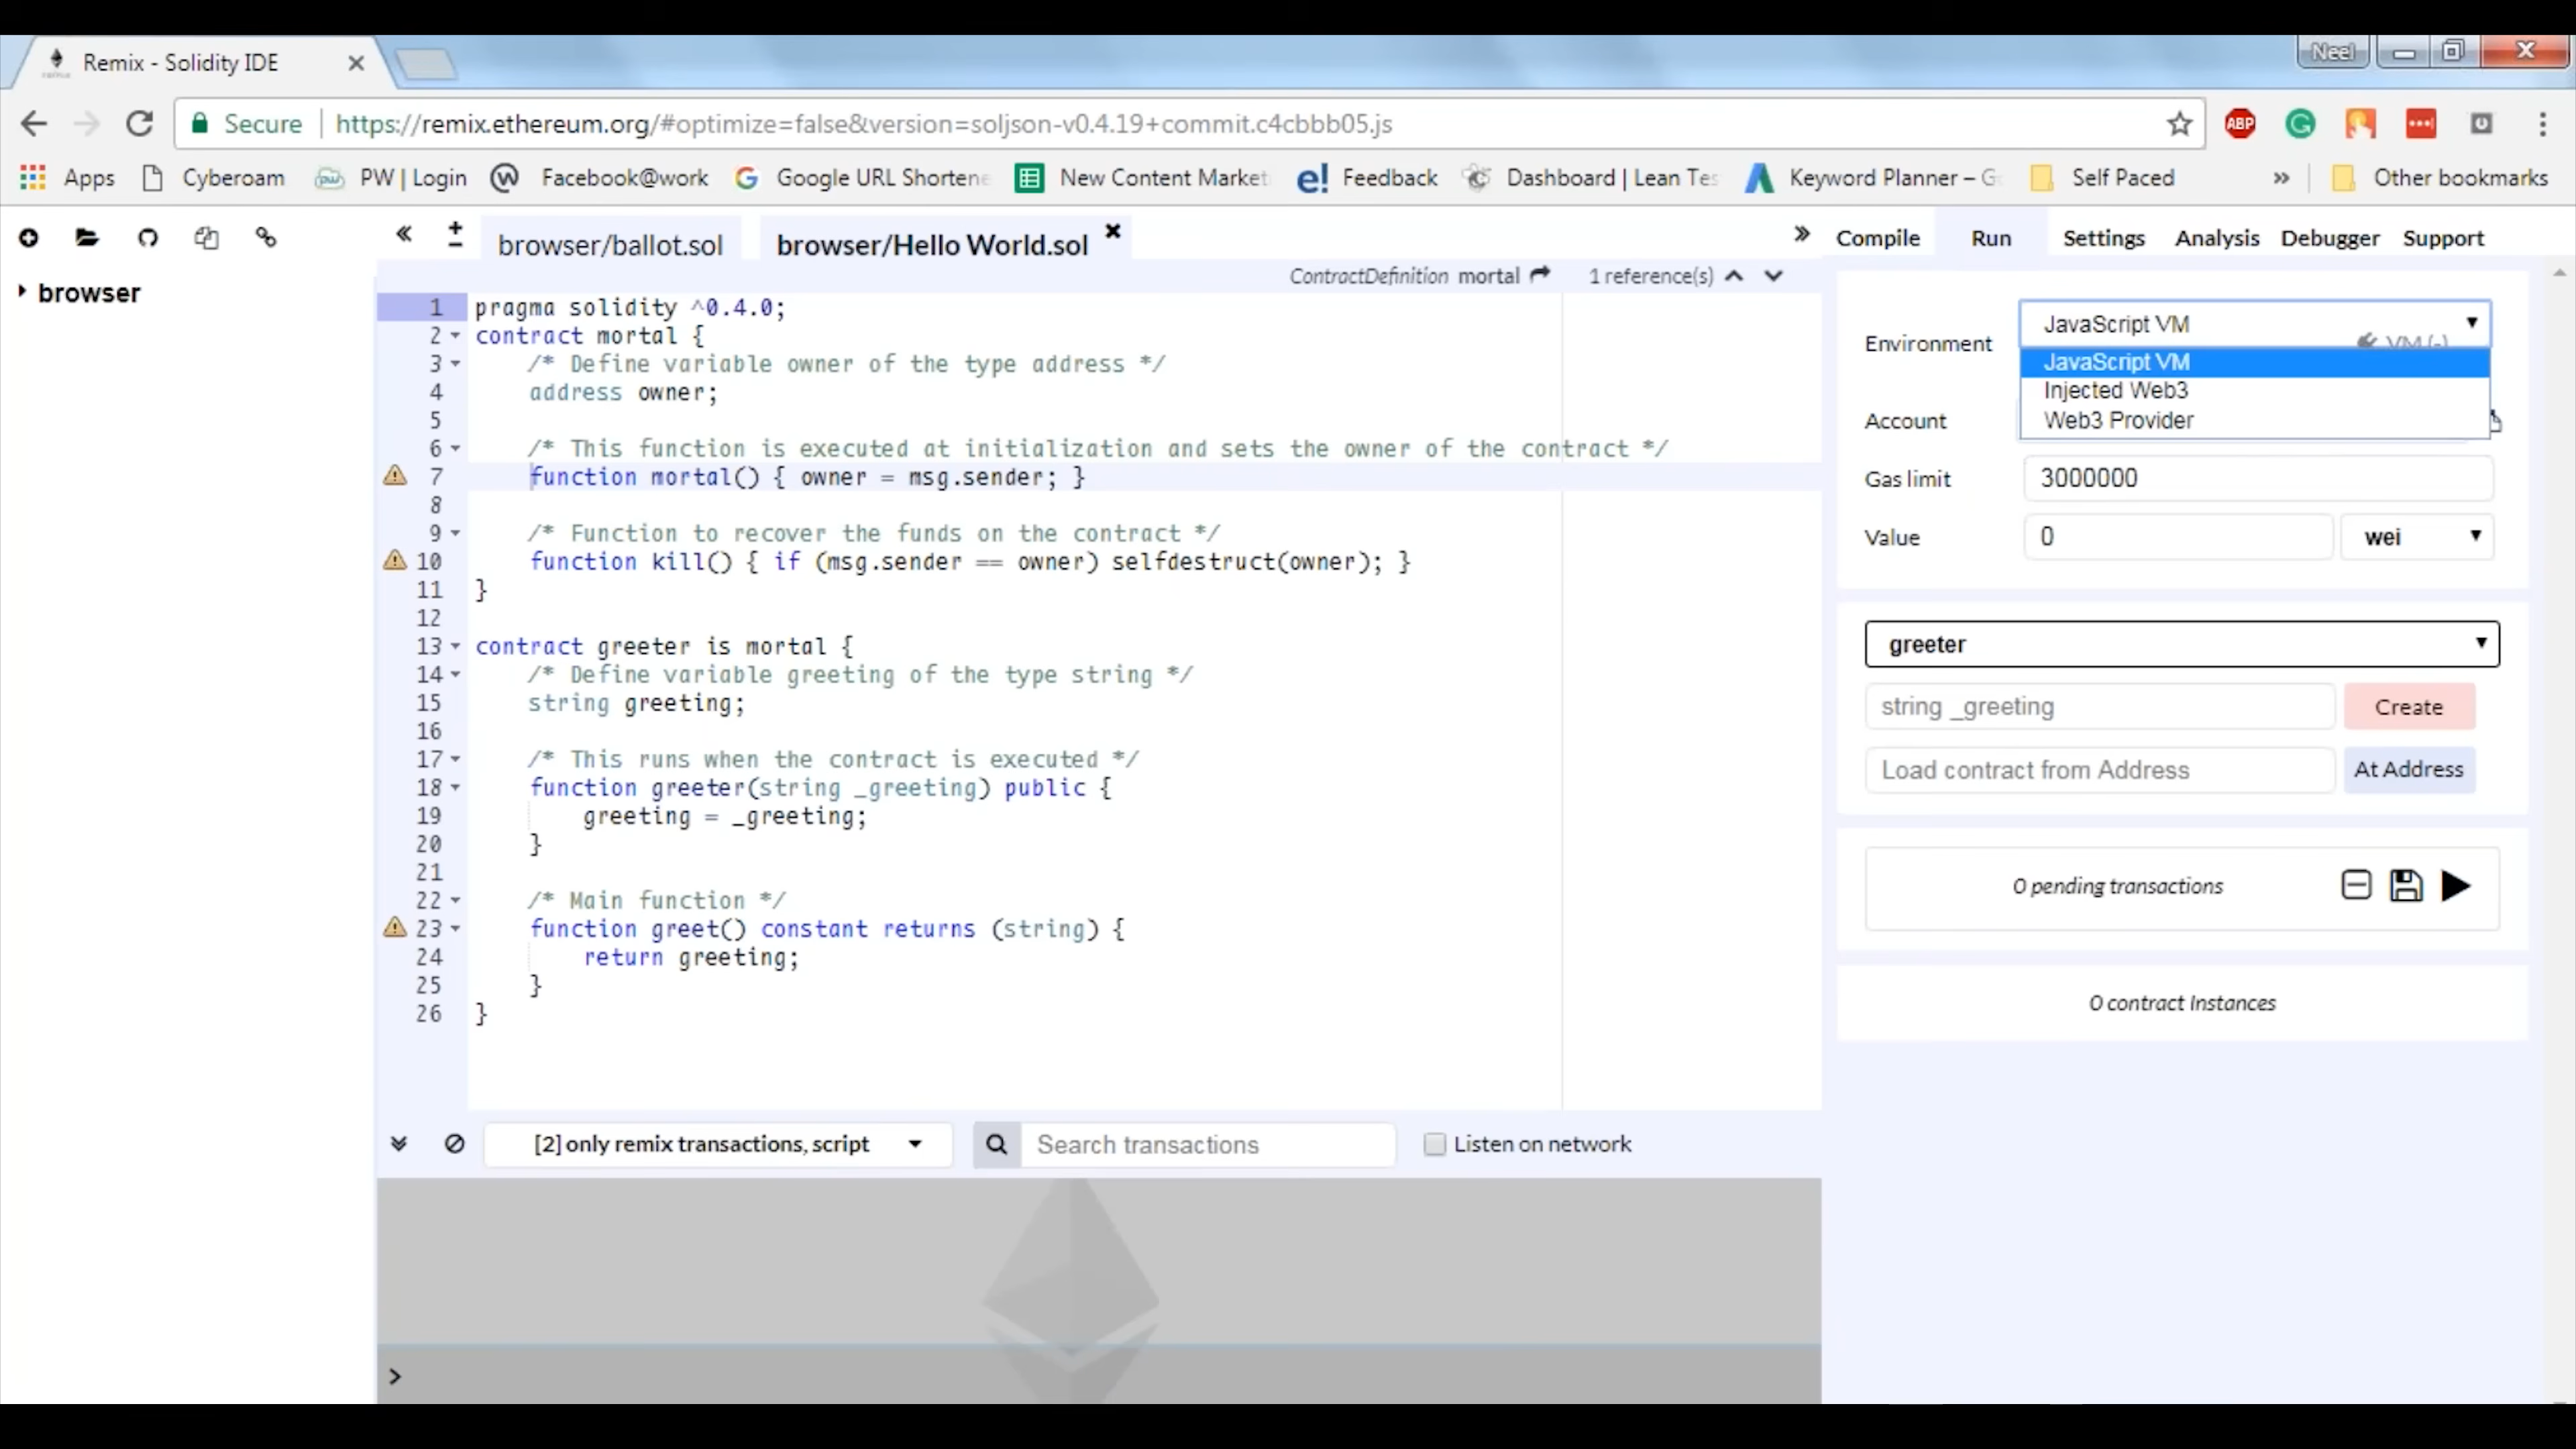 Remix - Solidity IDE
Neel
Secure https://remix.ethereum.org/#optimize=false&version=soljson-v0.4.19+commit.c4cbbb05.js
ABP
Apps Cyberoam PW | Login Facebook@work Google URL Shortene New Content Market Feedback Dashboard | Lean Tes Keyword Planner – G Self Paced » Other bookmarks
browser/ballot.sol browser/Hello World.sol
Compile Run Settings Analysis Debugger Support
browser
ContractDefinition mortal 1 reference(s)
1 pragma solidity ^0.4.0;
2 contract mortal {
3 /* Define variable owner of the type address */
4 address owner;
5
6 /* This function is executed at initialization and sets the owner of the contract */
7 function mortal() { owner = msg.sender; }
8
9 /* Function to recover the funds on the contract */
10 function kill() { if (msg.sender == owner) selfdestruct(owner); }
11 }
12
13 contract greeter is mortal {
14 /* Define variable greeting of the type string */
15 string greeting;
16
17 /* This runs when the contract is executed */
18 function greeter(string _greeting) public {
19 greeting = _greeting;
20 }
21
22 /* Main function */
23 function greet() constant returns (string) {
24 return greeting;
25 }
26 }
Environment JavaScript VM
VM (-)
JavaScript VM
Injected Web3
Web3 Provider
Account
Gas limit 3000000
Value 0 wei
greeter
string _greeting Create
Load contract from Address At Address
0 pending transactions
0 contract Instances
[2] only remix transactions, script Search transactions Listen on network
>